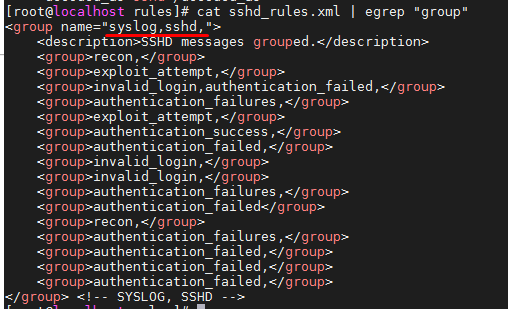 [root@localhost rules]# cat sshd_rules.xml | egrep "group"
<group name="syslog,sshd,">
<description>SSHD messages grouped.</description>
<group>recon,</group>
<group>exploit_attempt,</group>
<group>invalid_login,authentication_failed,</group>
<group>authentication_failures,</group>
<group>exploit_attempt,</group>
<group>authentication_success,</group>
<group>authentication_failed,</group>
<group>invalid_login,</group>
<group>invalid_login,</group>
<group>authentication_failures,</group>
<group>authentication_failed</group>
<group>recon,</group>
<group>authentication_failures,</group>
<group>authentication_failed,</group>
<group>authentication_failed,</group>
<group>authentication_failed,</group>
</group> <!-- SYSLOG, SSHD -->